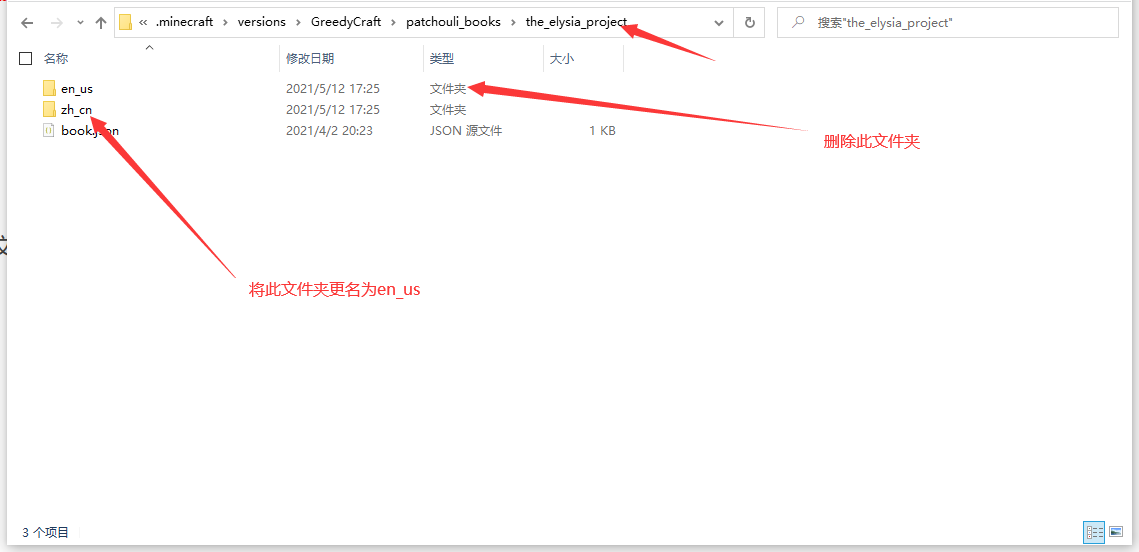 « .minecraft › versions › GreedyCraft › patchouli_books › the_elysia_project
搜索"the_elysia_project"
名称 修改日期 类型 大小
en_us 2021/5/12 17:25 文件夹
zh_cn 2021/5/12 17:25 文件夹
book.json 2021/4/2 20:23 JSON 源文件 1 KB
删除此文件夹
将此文件夹更名为en_us
3 个项目